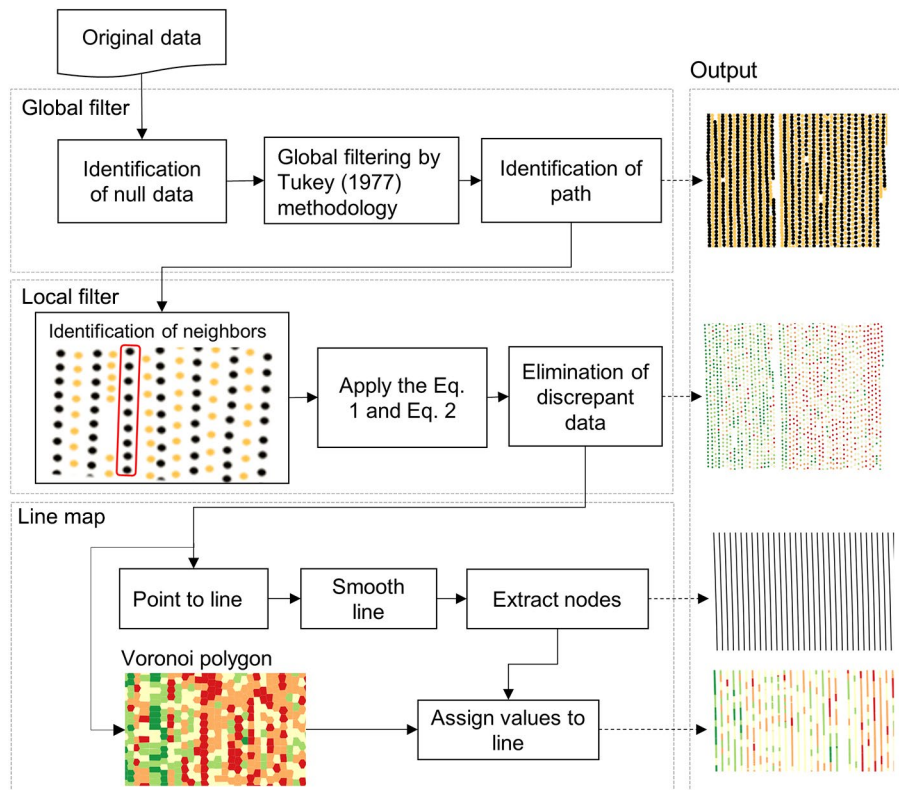 Original data
Output
Global filter
Identification
of null data
Global filtering by
Tukey (1977)
methodology
Identification of
path
Local filter
Identification of neighbors
Apply the Eq.
1 and Eq. 2
Elimination of
discrepant
data
Line map
Point to line
Smooth
line
Extract nodes
Voronoi polygon
Assign values to
line